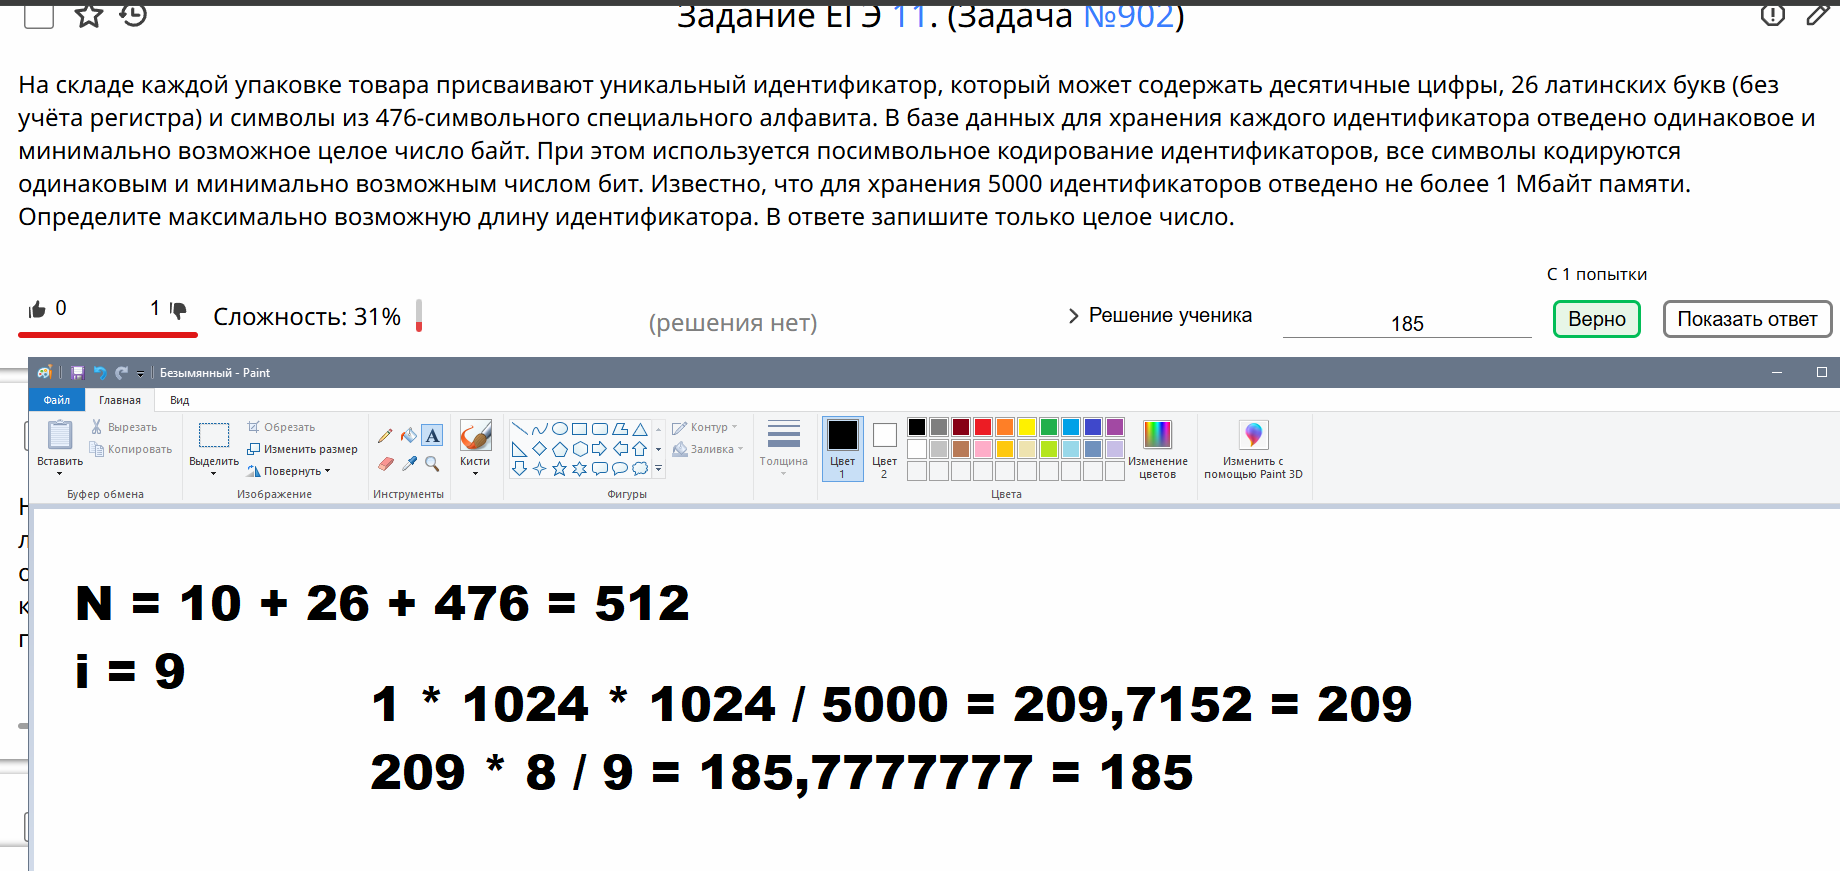 Задание ЕГЭ 11. (Задача №902)
На складе каждой упаковке товара присваивают уникальный идентификатор, который может содержать десятичные цифры, 26 латинских букв (без
учёта регистра) и символы из 476-символьного специального алфавита. В базе данных для хранения каждого идентификатора отведено одинаковое и
минимально возможное целое число байт. При этом используется посимвольное кодирование идентификаторов, все символы кодируются
одинаковым и минимально возможным числом бит. Известно, что для хранения 5000 идентификаторов отведено не более 1 Мбайт памяти.
Определите максимально возможную длину идентификатора. В ответе запишите только целое число.
С 1 попытки
0 1 Сложность: 31% (решения нет) Решение ученика 185 Верно Показать ответ
Безымянный - Paint
Файл Главная Вид
Вставить
Вырезать
Копировать
Буфер обмена
Выделить
Обрезать
Изменить размер
Повернуть
Изображение
A
Инструменты
Кисти
Контур
Заливка
Фигуры
Толщина
Цвет
1
Цвет
2
Изменение
цветов
Цвета
Изменить с
помощью Paint 3D
N = 10 + 26 + 476 = 512
i = 9
1 * 1024 * 1024 / 5000 = 209,7152 = 209
209 * 8 / 9 = 185,7777777 = 185